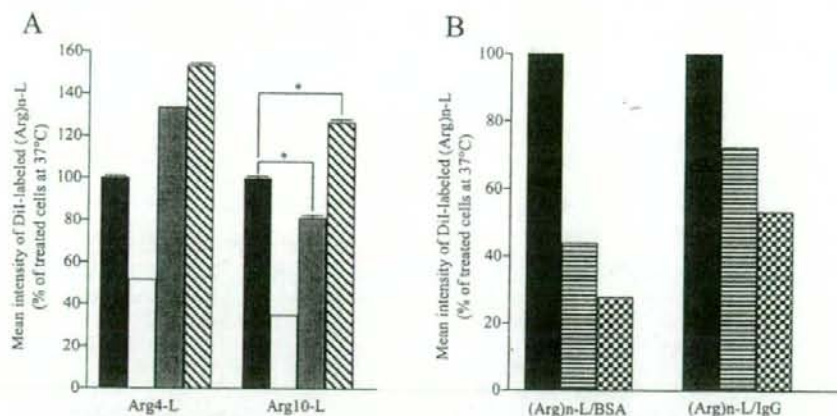 A
Mean intensity of DiI-labeled (Arg)n-L
(% of treated cells at 37°C)
160
140
120
100
80
60
40
20
0
*
*
Arg4-L
Arg10-L
B
Mean intensity of DiI-labeled (Arg)n-L
(% of treated cells at 37°C)
100
80
60
40
20
0
(Arg)n-L/BSA
(Arg)n-L/IgG